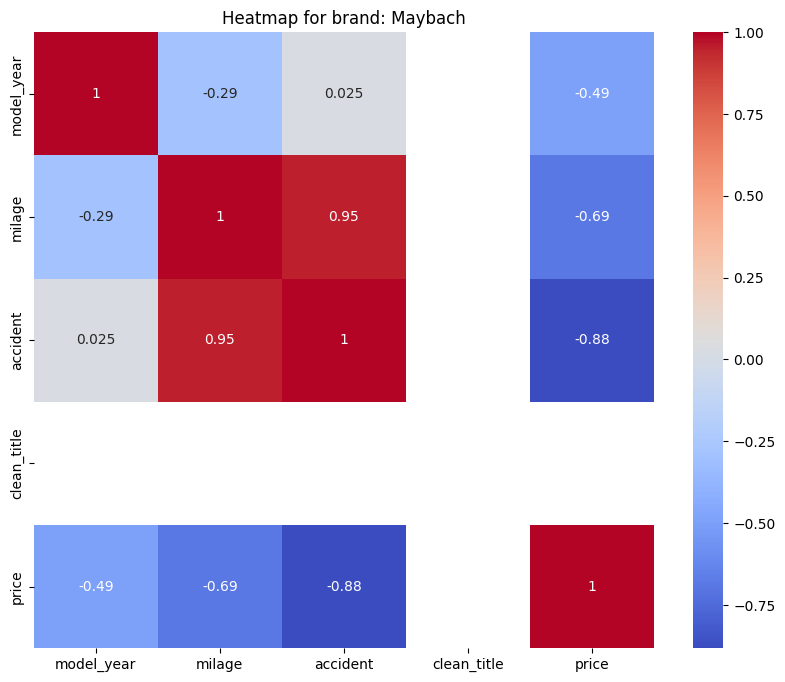 Heatmap for brand: Maybach
model_year
1
-0.29
0.025
-0.49
milage
-0.29
1
0.95
-0.69
accident
0.025
0.95
1
-0.88
clean_title
price
-0.49
-0.69
-0.88
1
model_year
milage
accident
clean_title
price
1.00
0.75
0.50
0.25
0.00
−0.25
−0.50
−0.75